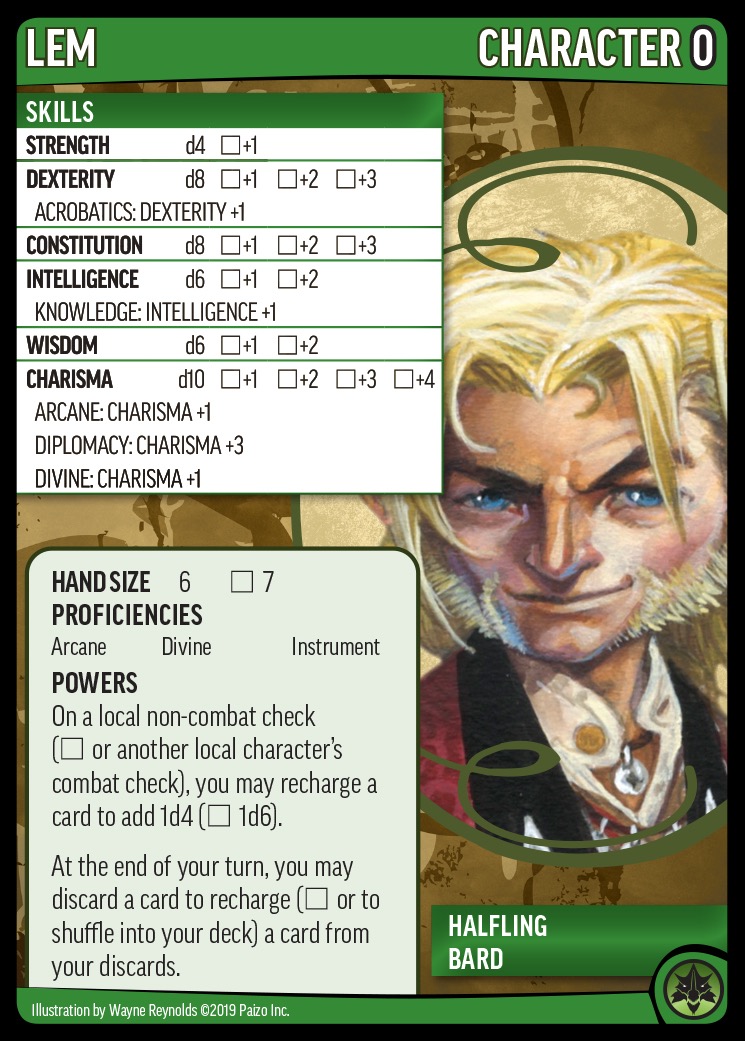 LEM CHARACTER 0
SKILLS
STRENGTH d4 ☐+1
DEXTERITY d8 ☐+1 ☐+2 ☐+3
ACROBATICS: DEXTERITY +1
CONSTITUTION d8 ☐+1 ☐+2 ☐+3
INTELLIGENCE d6 ☐+1 ☐+2
KNOWLEDGE: INTELLIGENCE +1
WISDOM d6 ☐+1 ☐+2
CHARISMA d10 ☐+1 ☐+2 ☐+3 ☐+4
ARCANE: CHARISMA +1
DIPLOMACY: CHARISMA +3
DIVINE: CHARISMA +1
HAND SIZE 6 ☐ 7
PROFICIENCIES
Arcane Divine Instrument
POWERS
On a local non-combat check
(☐ or another local character’s
combat check), you may recharge a
card to add 1d4 (☐ 1d6).
At the end of your turn, you may
discard a card to recharge (☐ or to
shuffle into your deck) a card from
your discards.
HALFLING
BARD
Illustration by Wayne Reynolds ©2019 Paizo Inc.